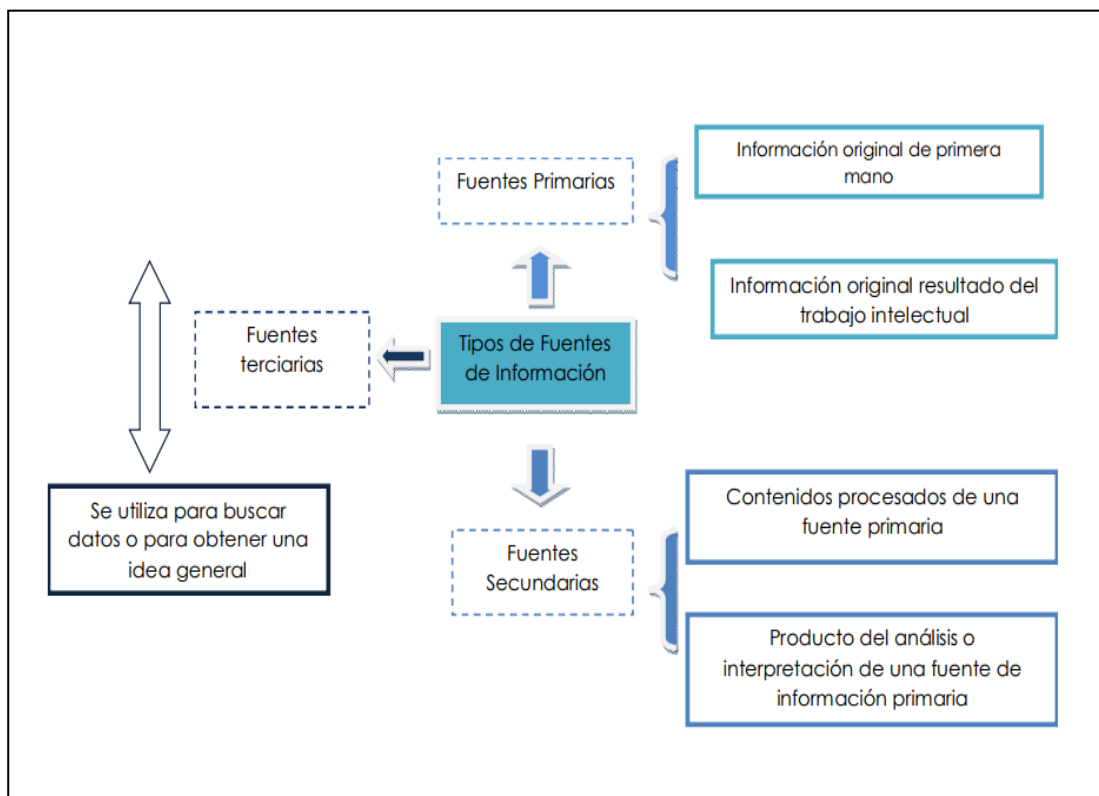 Información original de primera
mano
Fuentes Primarias
Información original resultado del
trabajo intelectual
Fuentes
terciarias
Tipos de Fuentes
de Información
Se utiliza para buscar
datos o para obtener una
idea general
Contenidos procesados de una
fuente primaria
Fuentes
Secundarias
Producto del análisis o
interpretación de una fuente de
información primaria